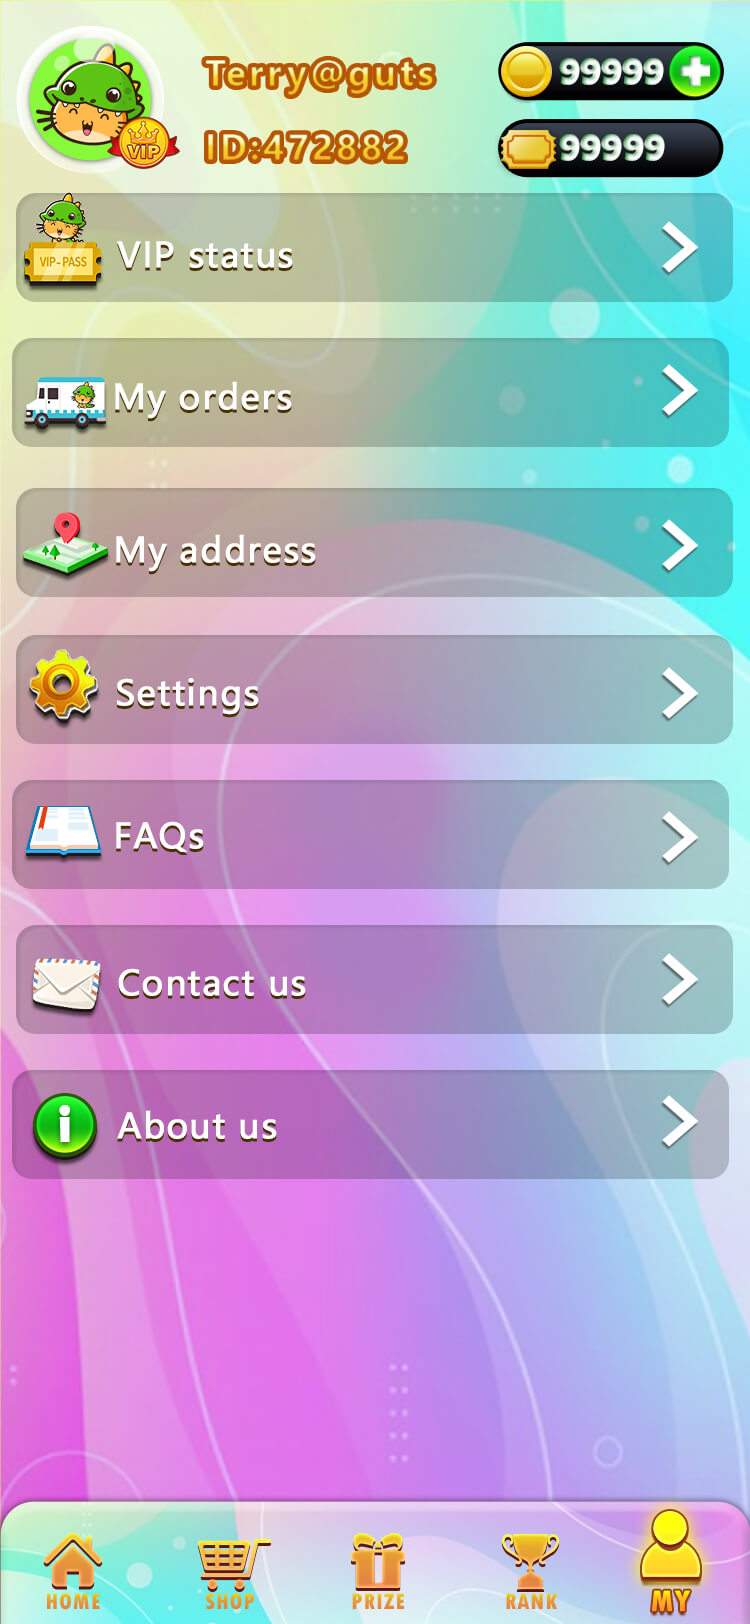 Terry@guts
99999
VIP
ID:472882
99999
VIP-PASS
VIP status
My orders
My address
Settings
FAQs
Contact us
About us
HOME
SHOP
PRIZE
RANK
MY